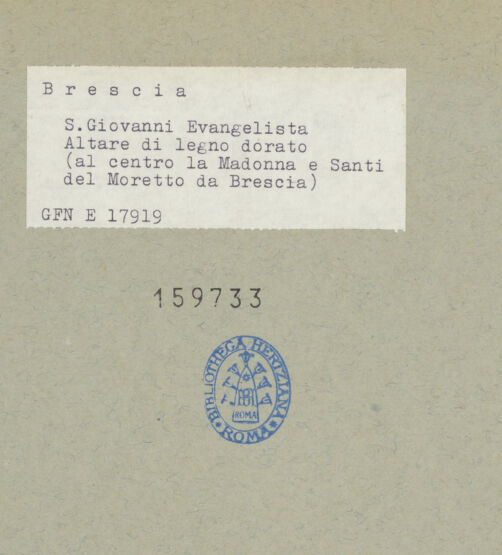 B r e s c i a
S.Giovanni Evangelista
Altare di legno dorato
(al centro la Madonna e Santi
del Moretto da Brescia)
GFN E 17919
159733
BIBLIOTHECA HERTZIANA
ROMA
ROMA